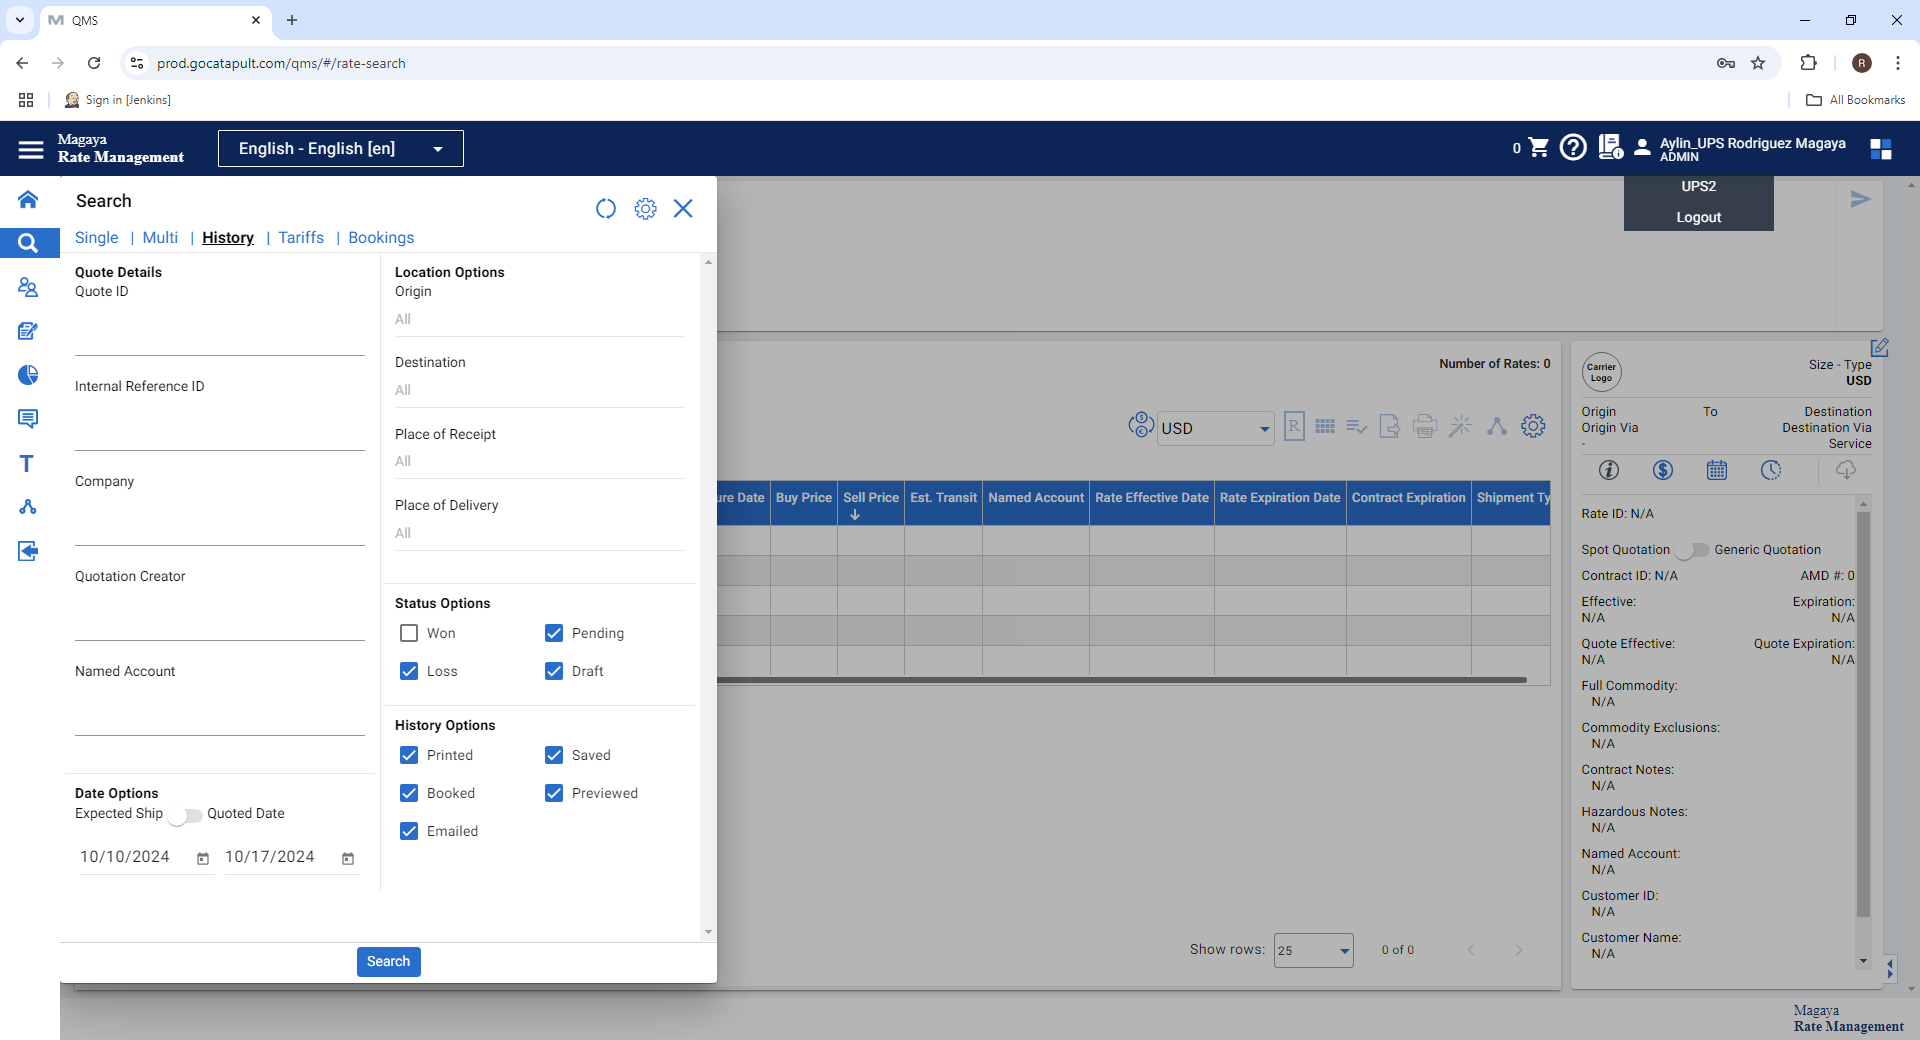 QMS
prod.gocatapult.com/qms/#/rate-search
R
Sign in [Jenkins]
All Bookmarks
Magaya
Rate Management
English - English [en]
0
Aylin_UPS Rodriguez Magaya
ADMIN
UPS2
Logout
Search
Single | Multi | History | Tariffs | Bookings
Quote Details
Quote ID
Internal Reference ID
Company
Quotation Creator
Named Account
Date Options
Expected Ship Quoted Date
10/10/2024 10/17/2024
Location Options
Origin
All
Destination
All
Place of Receipt
All
Place of Delivery
All
Status Options
Won Pending
Loss Draft
History Options
Printed Saved
Booked Previewed
Emailed
Search
Number of Rates: 0
USD
R
ure Date Buy Price Sell Price Est. Transit Named Account Rate Effective Date Rate Expiration Date Contract Expiration Shipment Ty
Show rows: 25 0 of 0
Carrier
Logo
Size - Type
USD
Origin To Destination
Origin Via Destination Via
- Service
Rate ID: N/A
Spot Quotation Generic Quotation
Contract ID: N/A AMD #: 0
Effective: Expiration:
N/A N/A
Quote Effective: Quote Expiration:
N/A N/A
Full Commodity:
N/A
Commodity Exclusions:
N/A
Contract Notes:
N/A
Hazardous Notes:
N/A
Named Account:
N/A
Customer ID:
N/A
Customer Name:
N/A
Magaya
Rate Management